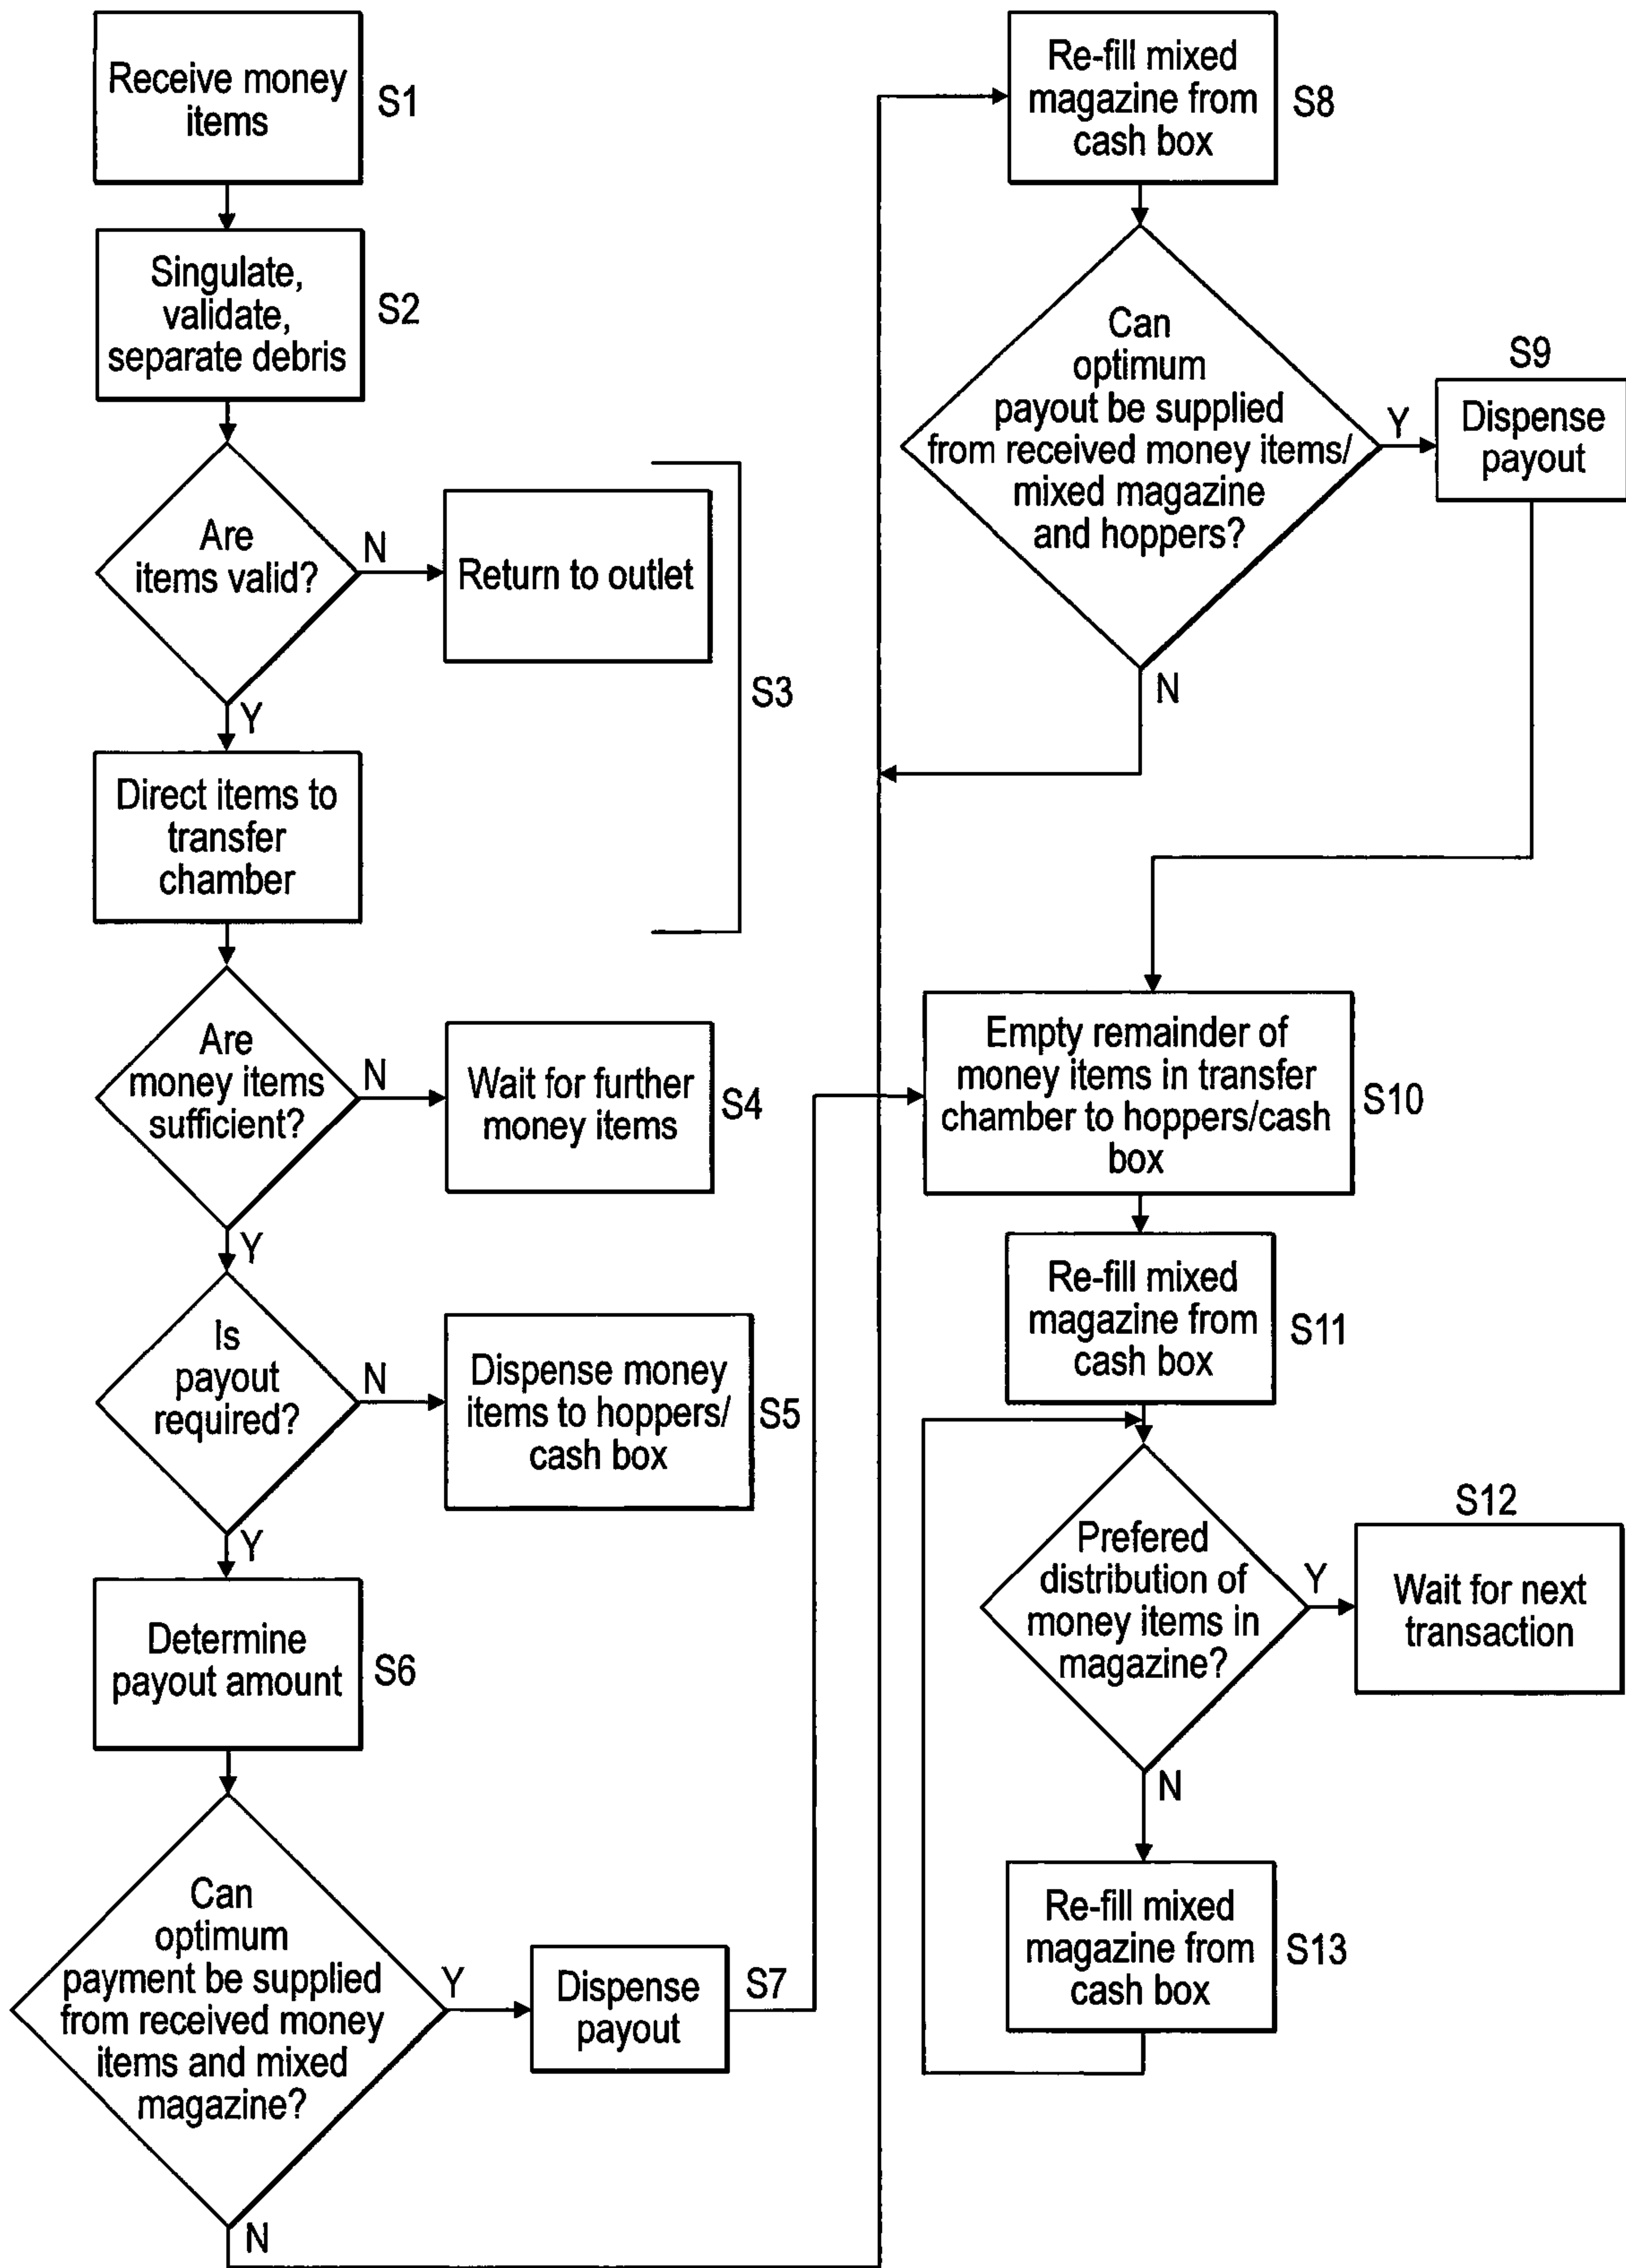 Receive money
items
S1
Singulate,
validate,
separate debris
S2
Are
items valid?
N
Return to outlet
S3
Y
Direct items to
transfer
chamber
Are
money items
sufficient?
N
Wait for further
money items
S4
Y
Is
payout
required?
N
Dispense money
items to hoppers/
cash box
S5
Y
Determine
payout amount
S6
Can
optimum
payment be supplied
from received money
items and mixed
magazine?
Y
Dispense
payout
S7
N
Re-fill mixed
magazine from
cash box
S8
Can
optimum
payout be supplied
from received money items/
mixed magazine
and hoppers?
Y
S9
Dispense
payout
N
Empty remainder of
money items in transfer
chamber to hoppers/cash
box
S10
Re-fill mixed
magazine from
cash box
S11
Prefered
distribution of
money items in
magazine?
Y
S12
Wait for next
transaction
N
Re-fill mixed
magazine from
cash box
S13